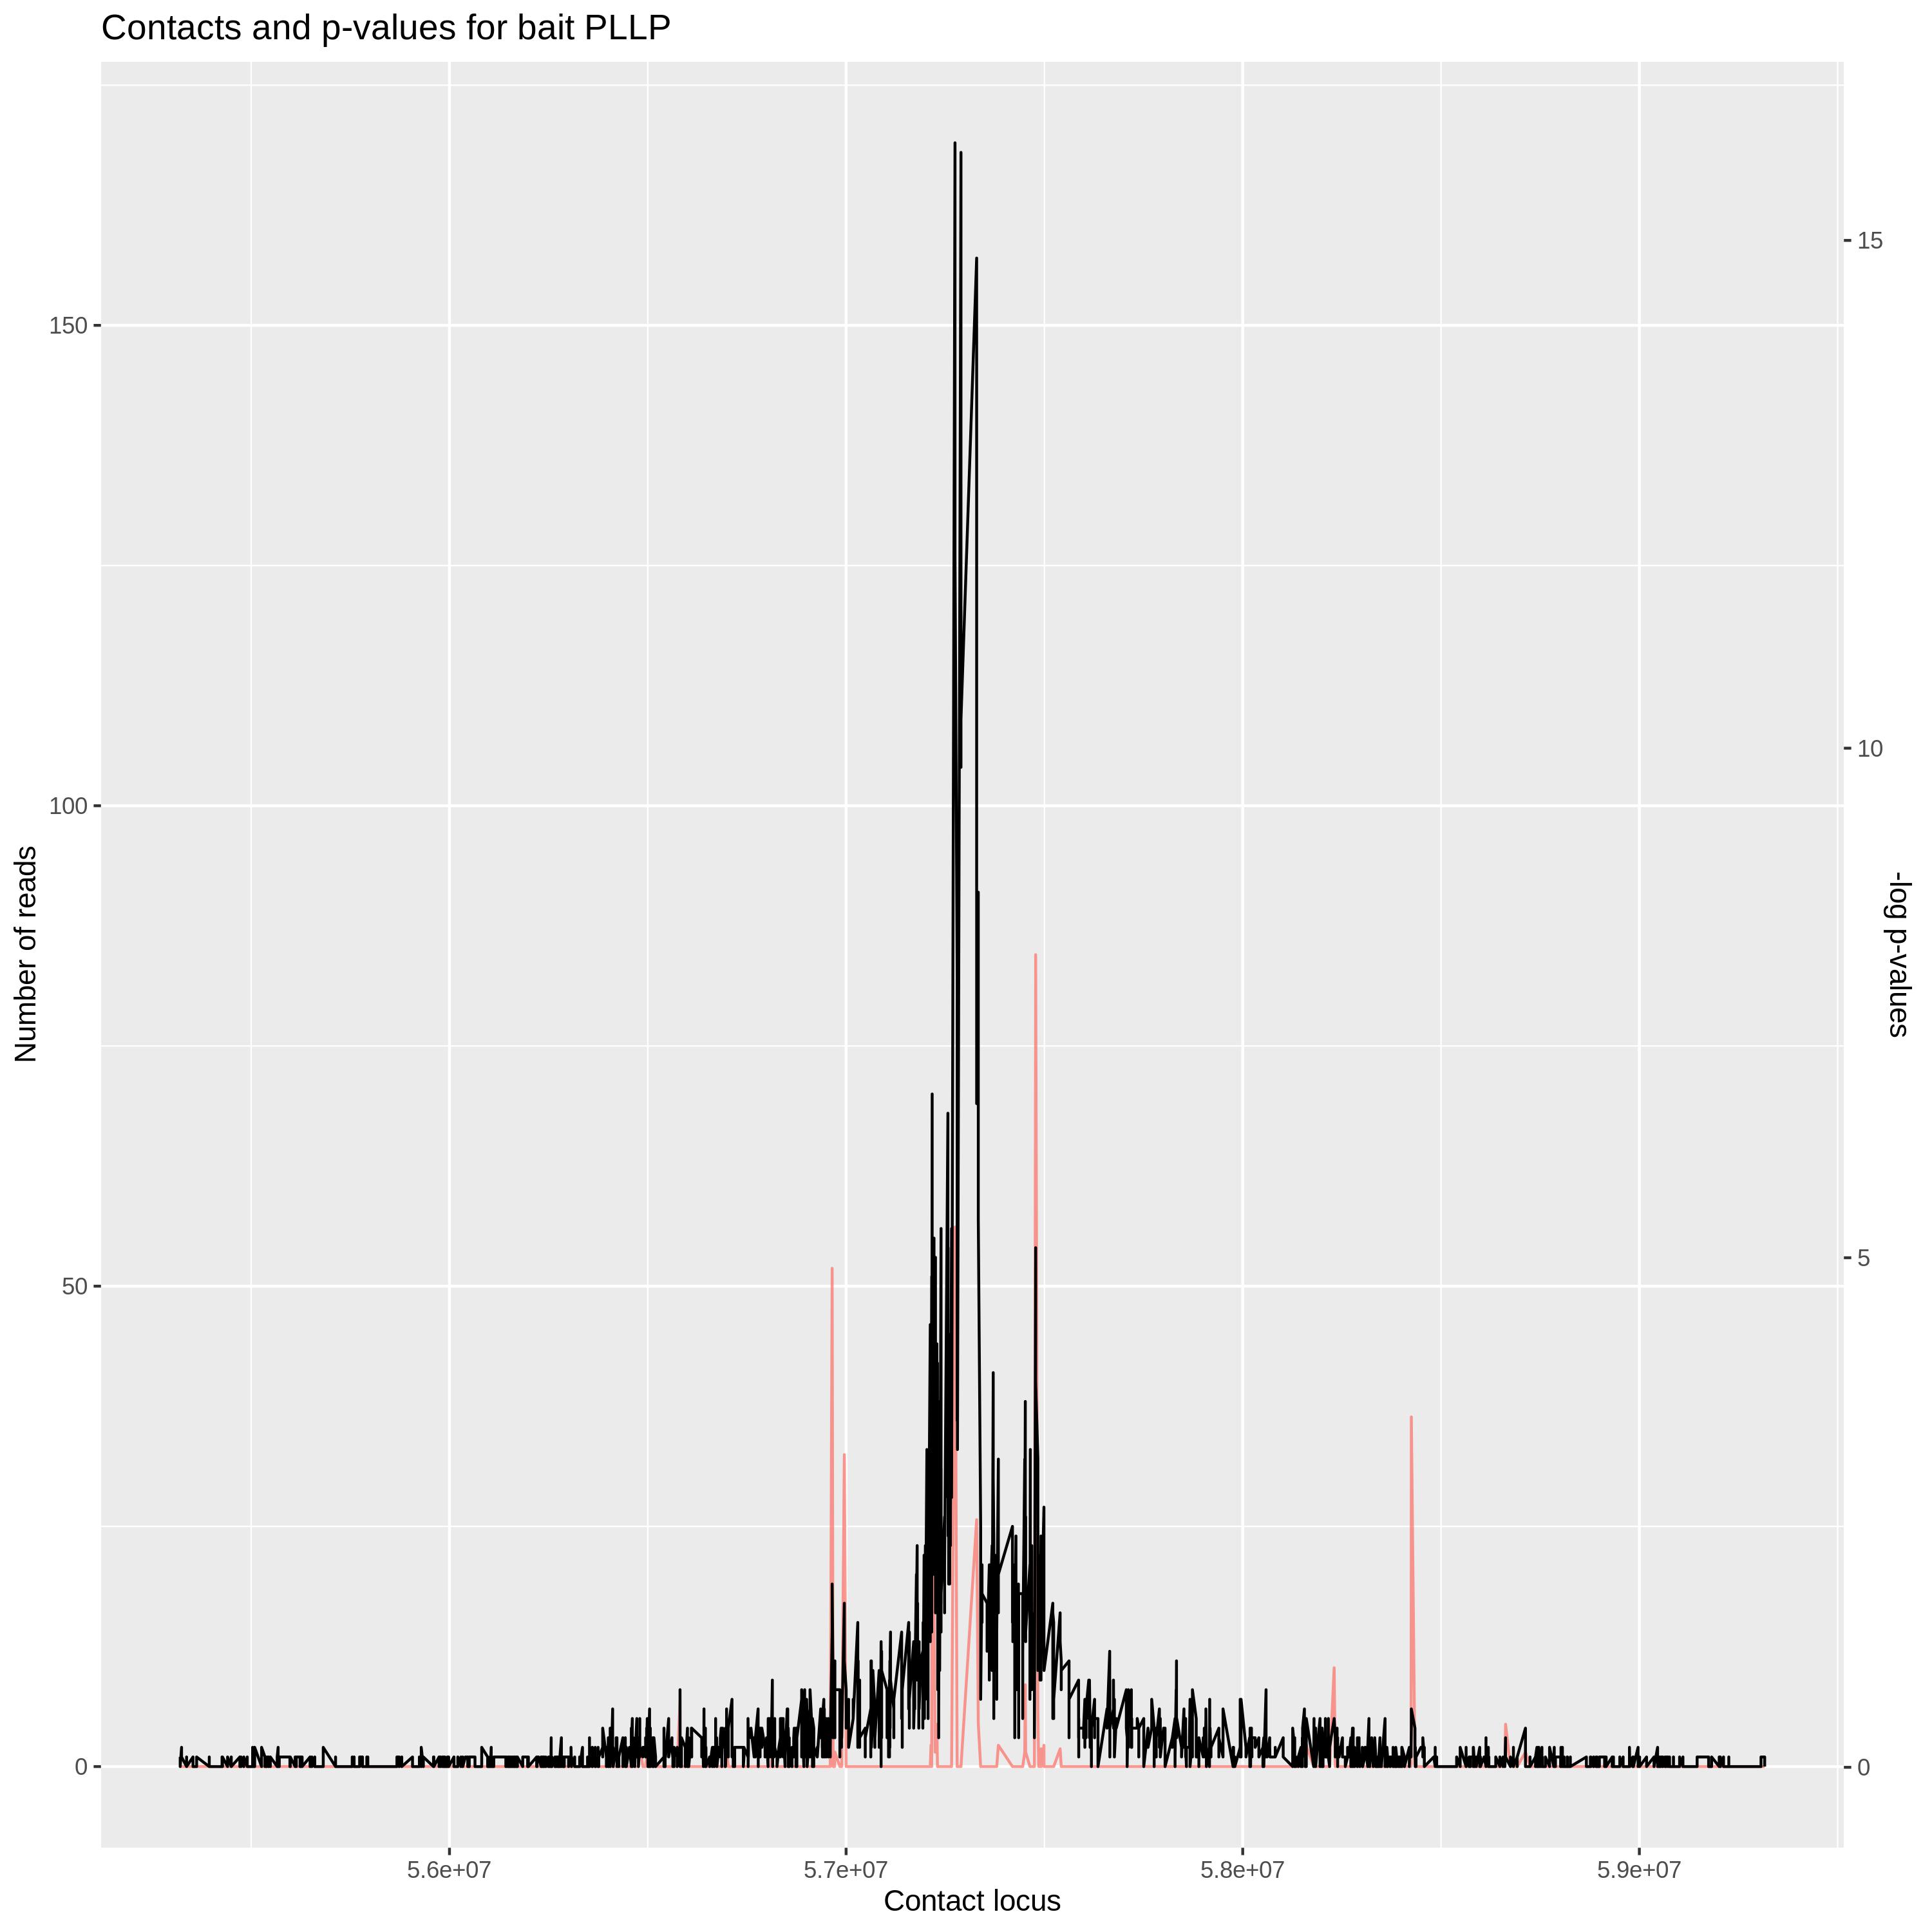 Contacts and p-values for bait PLLP
150
100
50
0
Number of reads
15
10
5
0
-log p-values
5.6e+07
5.7e+07
5.8e+07
5.9e+07
Contact locus